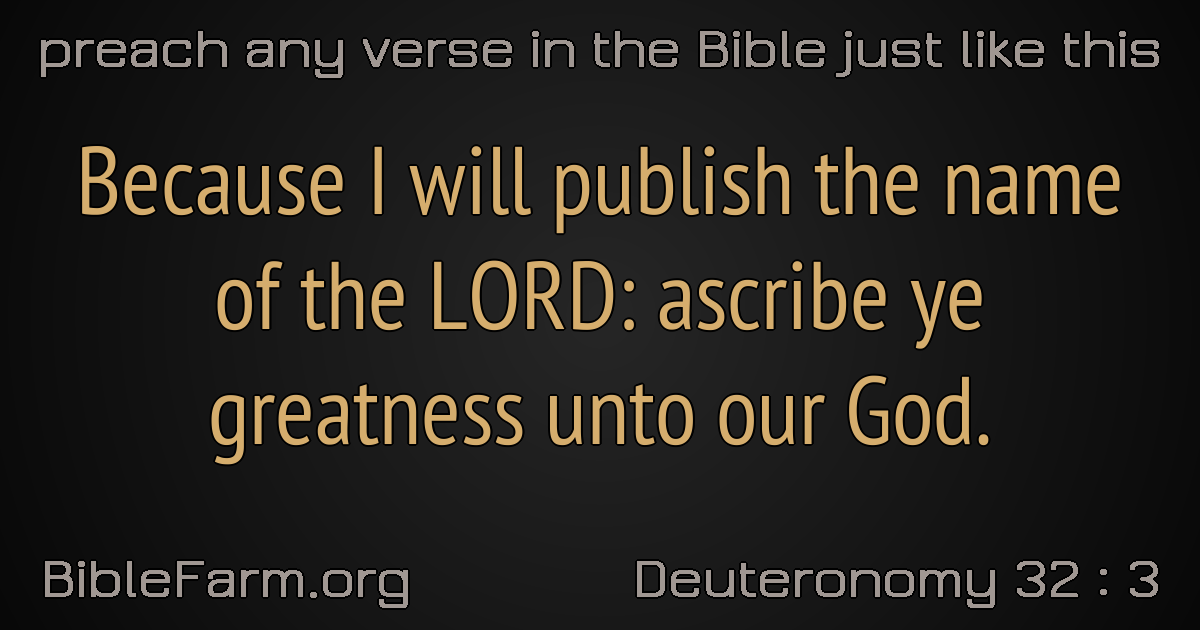 preach any verse in the Bible just like this
Because I will publish the name
of the LORD: ascribe ye
greatness unto our God.
BibleFarm.org
Deuteronomy 32 : 3